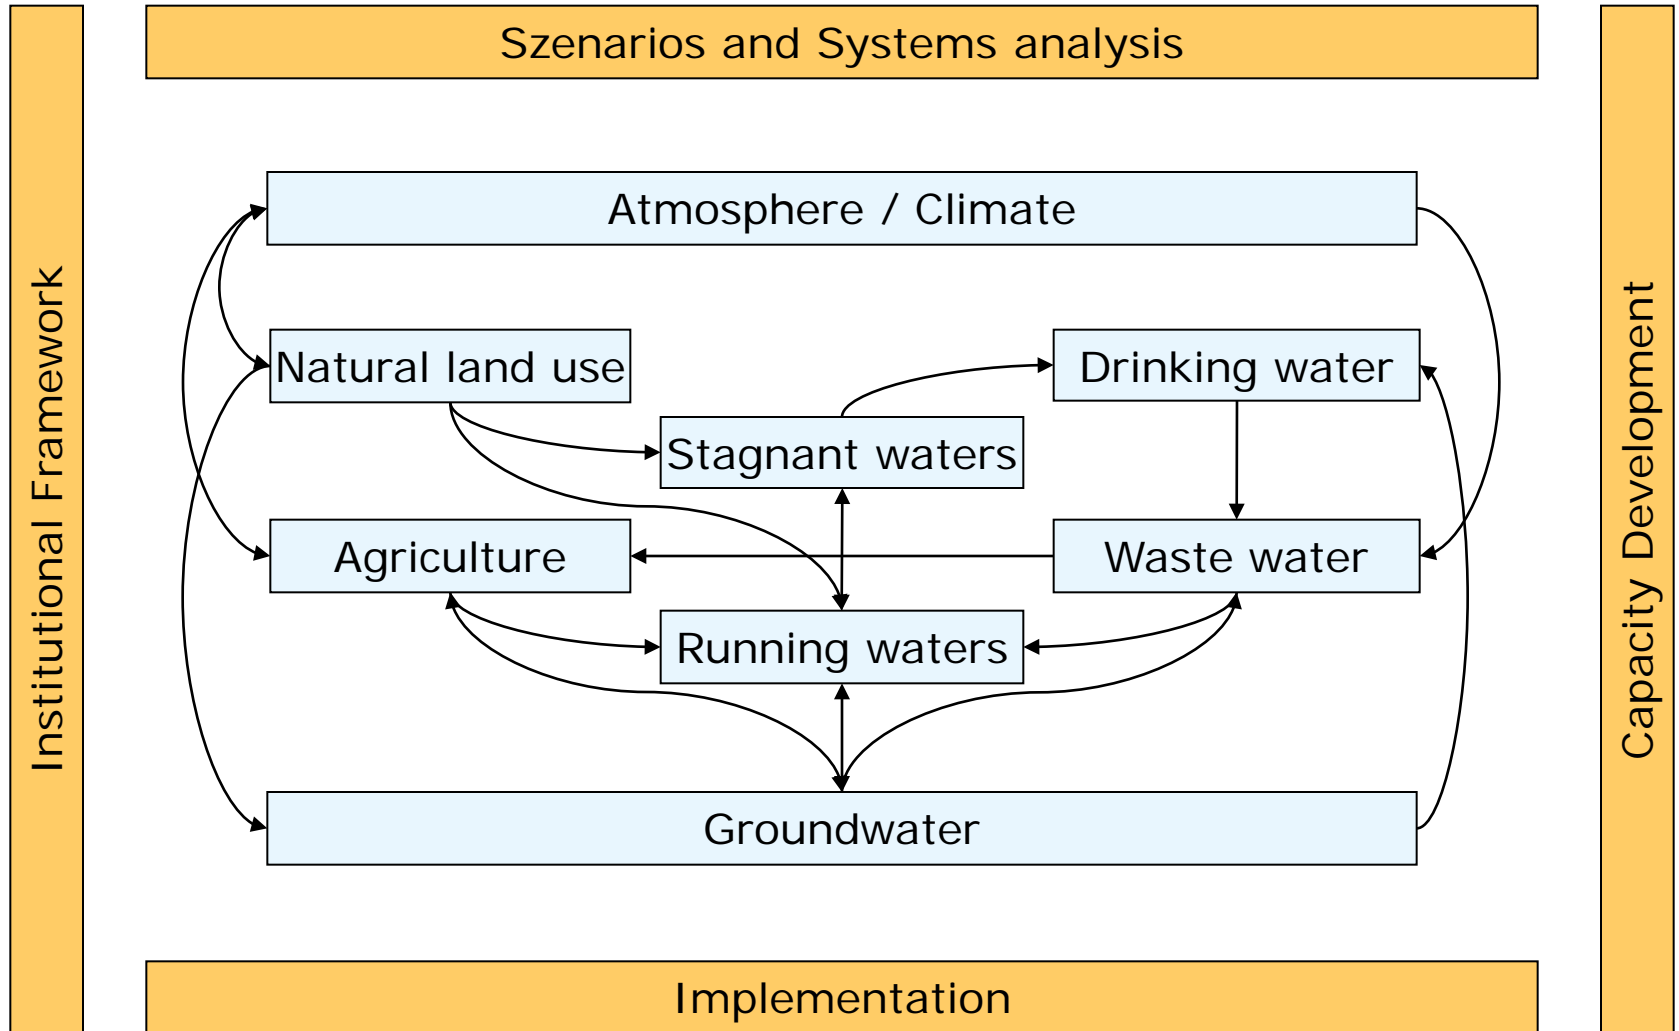 Szenarios and Systems analysis
Institutional Framework
Capacity Development
Atmosphere / Climate
Natural land use
Drinking water
Stagnant waters
Agriculture
Waste water
Running waters
Groundwater
Implementation